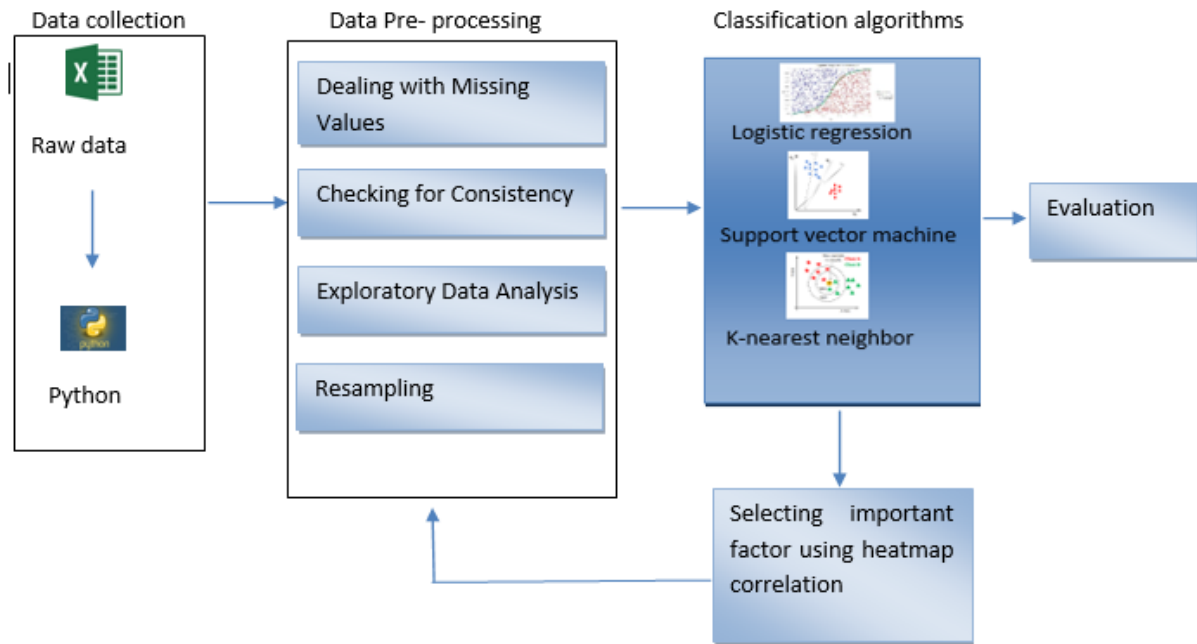 Data collection
Data Pre- processing
Classification algorithms
X
Raw data
python
Python
Dealing with Missing
Values
Checking for Consistency
Exploratory Data Analysis
Resampling
Logistic regression
Support vector machine
K-nearest neighbor
Evaluation
Selecting important
factor using heatmap
correlation